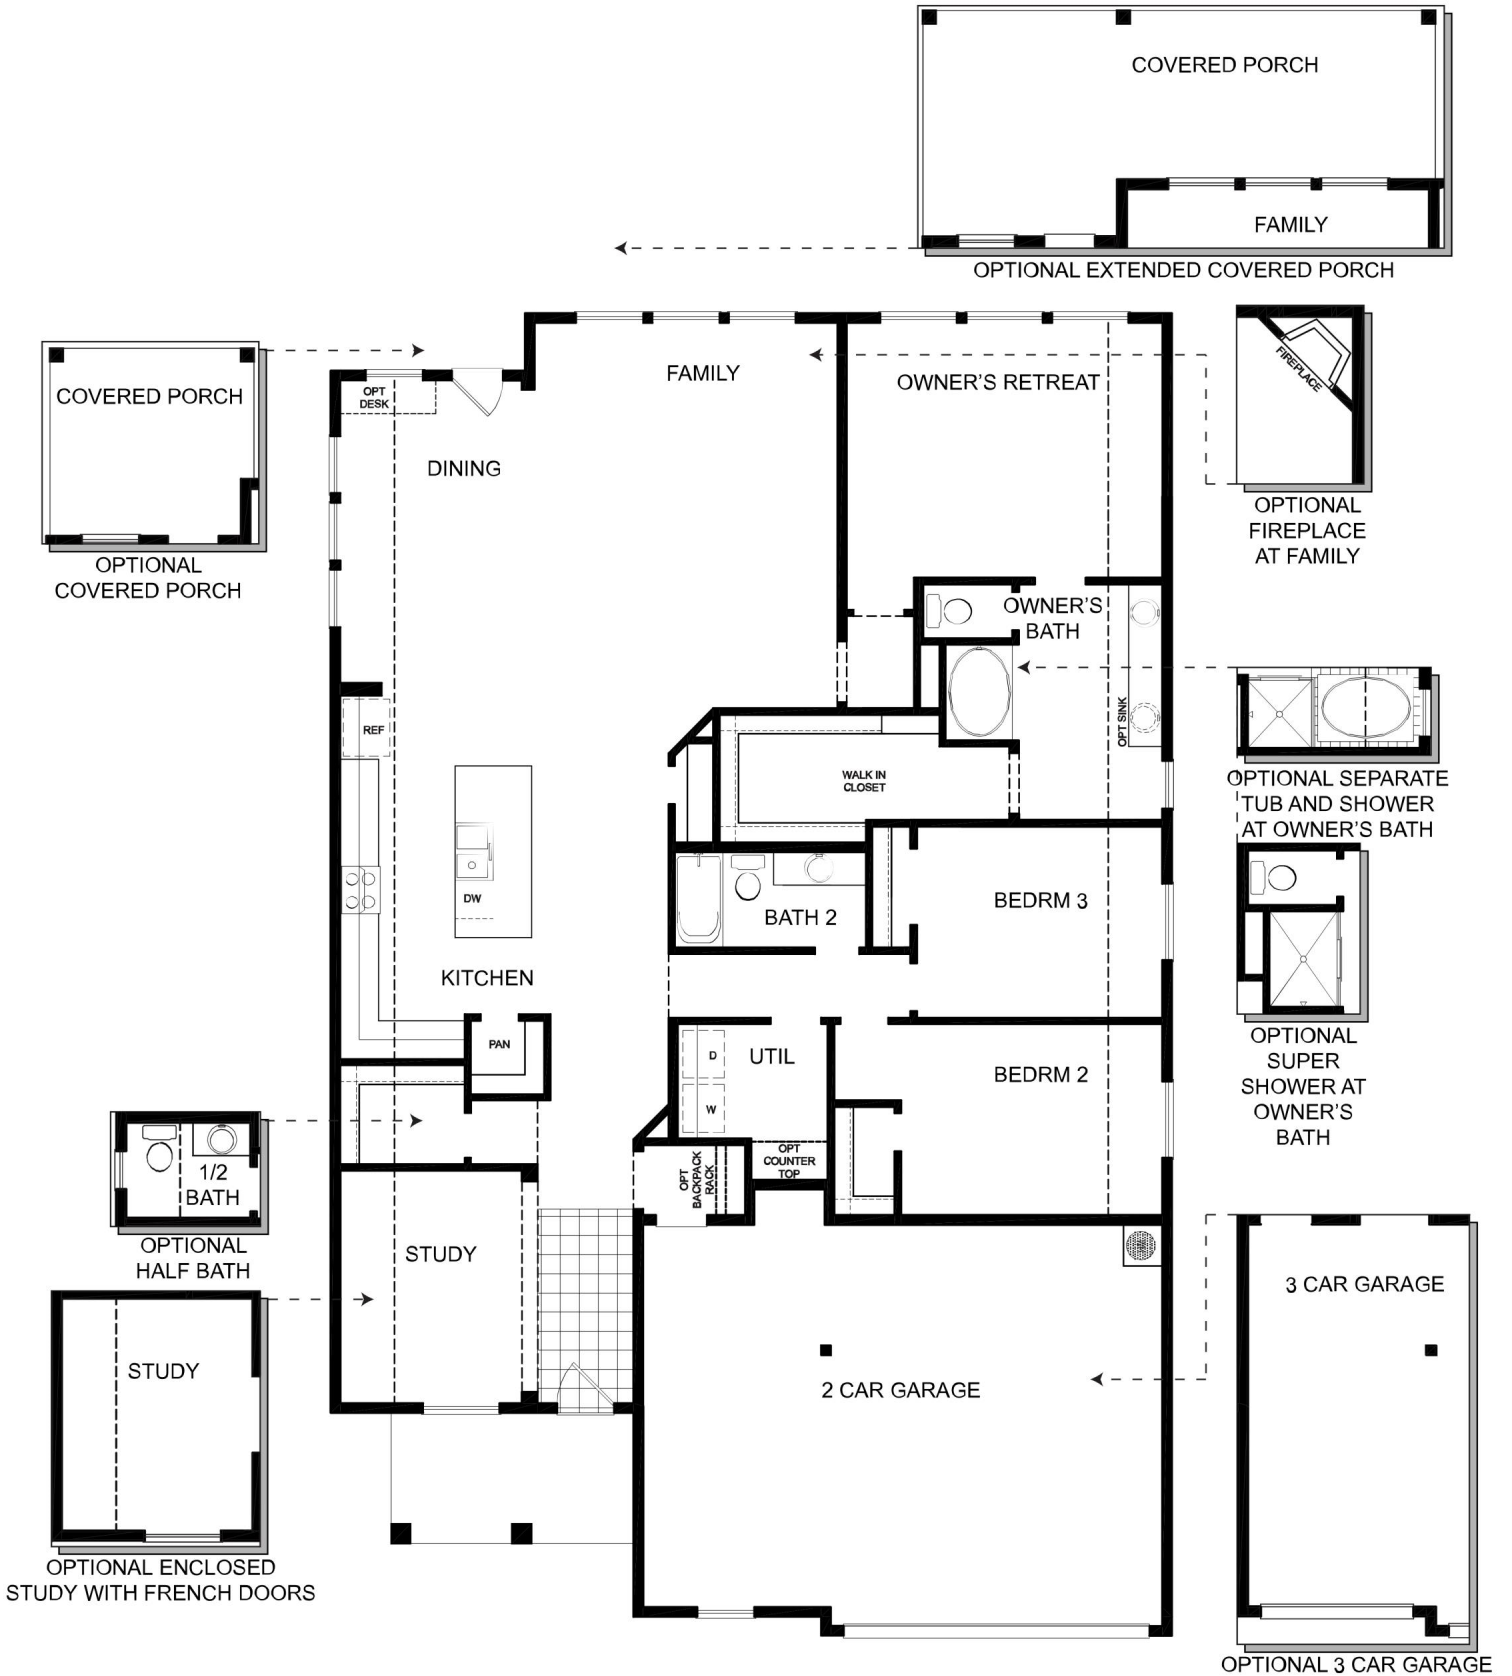 COVERED PORCH
FAMILY
OPTIONAL EXTENDED COVERED PORCH
COVERED PORCH
OPTIONAL
COVERED PORCH
OPT
DESK
DINING
FAMILY
OWNER'S RETREAT
FIREPLACE
OPTIONAL
FIREPLACE
AT FAMILY
OWNER'S
BATH
OPT SINK
OPTIONAL SEPARATE
TUB AND SHOWER
AT OWNER'S BATH
REF
WALK IN
CLOSET
DW
KITCHEN
PAN
BATH 2
BEDRM 3
OPTIONAL
SUPER
SHOWER AT
OWNER'S
BATH
D
UTIL
W
BEDRM 2
OPT
COUNTER
TOP
OPT
BACKPACK
RACK
1/2
BATH
OPTIONAL
HALF BATH
STUDY
STUDY
OPTIONAL ENCLOSED
STUDY WITH FRENCH DOORS
2 CAR GARAGE
3 CAR GARAGE
OPTIONAL 3 CAR GARAGE